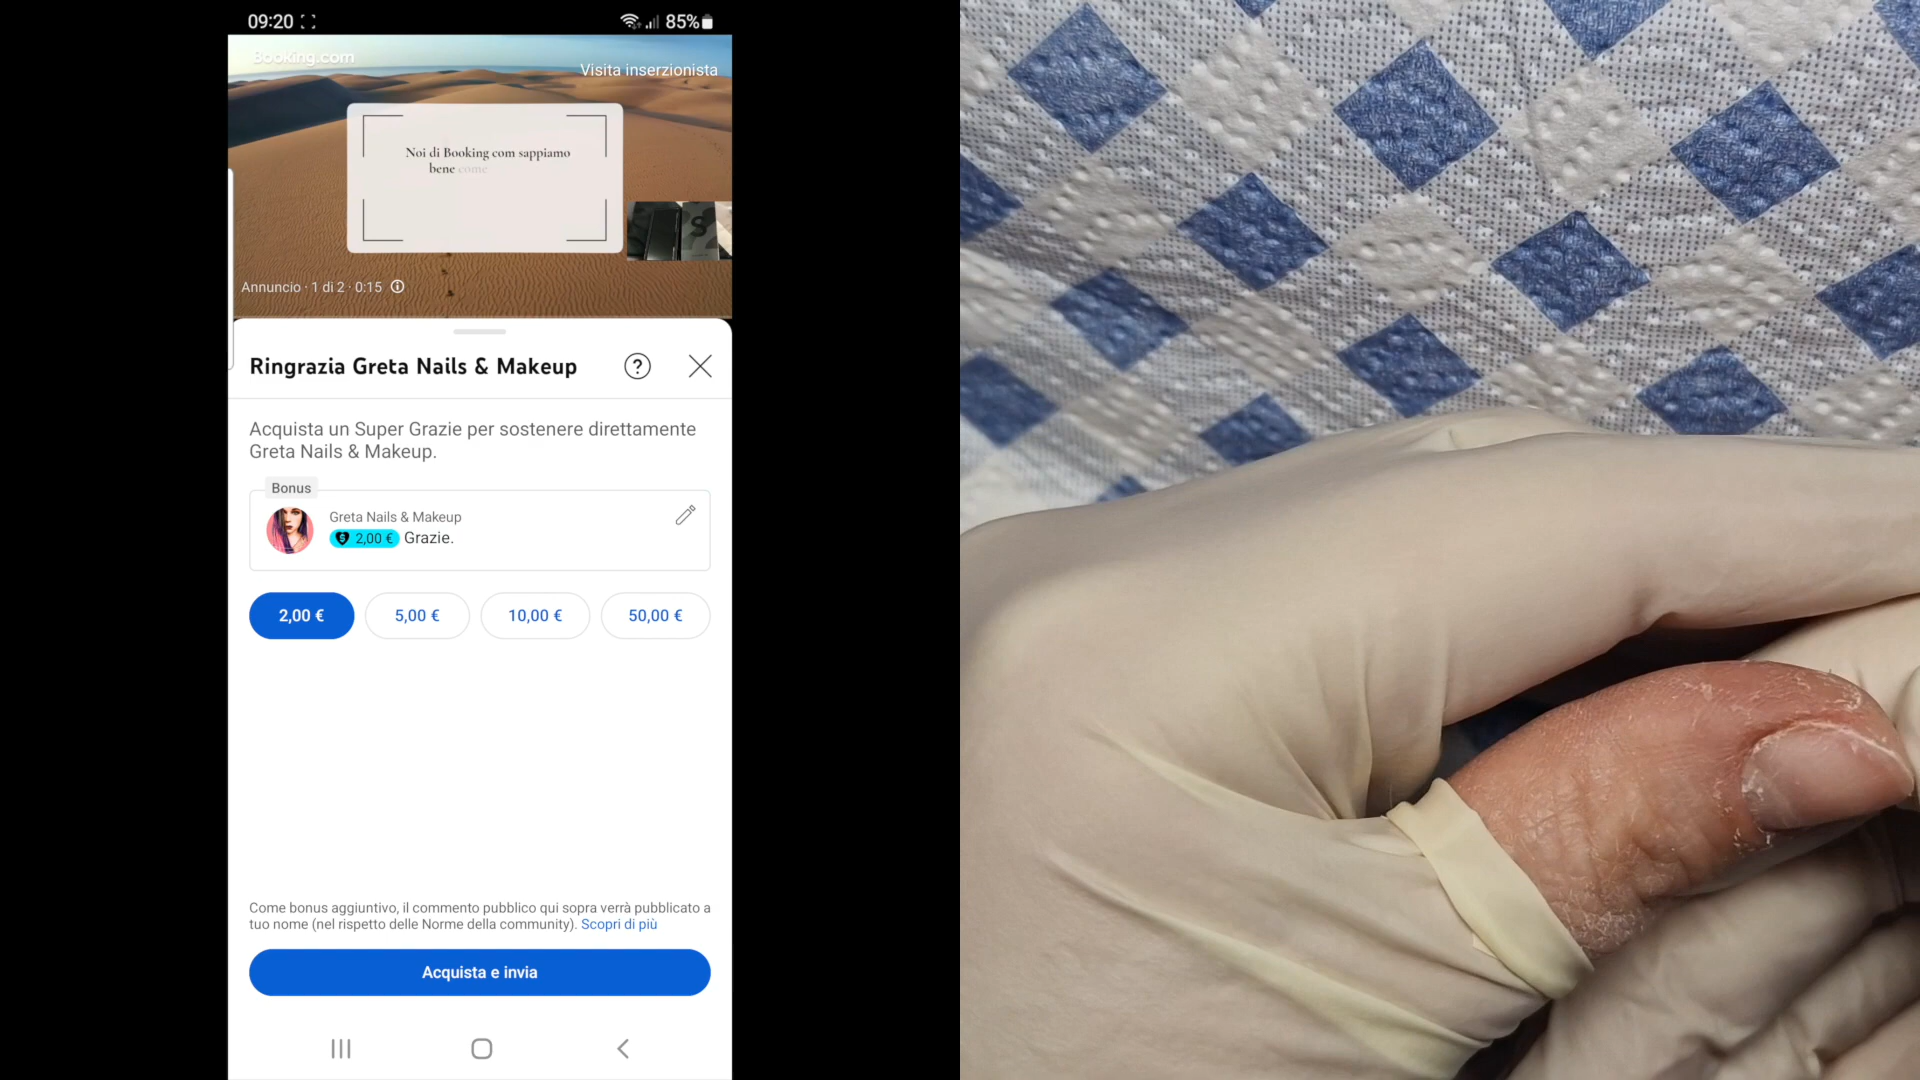 09:20
85%
Booking.com
Visita inserzionista
Noi di Booking com sappiamo
bene come
S
Annuncio · 1 di 2 · 0:15
Ringrazia Greta Nails & Makeup
Acquista un Super Grazie per sostenere direttamente
Greta Nails & Makeup.
Bonus
Greta Nails & Makeup
2,00 € Grazie.
2,00 €
5,00 €
10,00 €
50,00 €
Come bonus aggiuntivo, il commento pubblico qui sopra verrà pubblicato a
tuo nome (nel rispetto delle Norme della community). Scopri di più
Acquista e invia